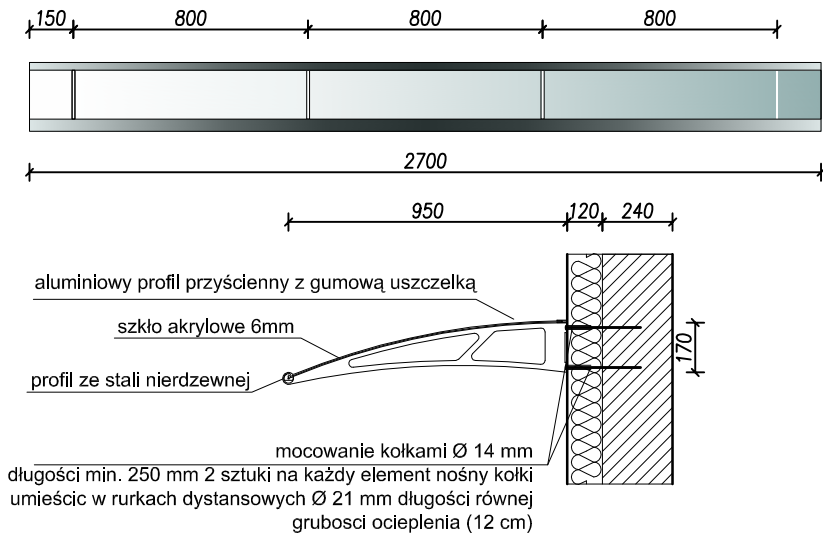 150
800
800
800
2700
950
120
240
aluminiowy profil przyścienny z gumową uszczelką
szkło akrylowe 6mm
170
profil ze stali nierdzewnej
mocowanie kołkami Ø 14 mm
długości min. 250 mm 2 sztuki na każdy element nośny kołki
umieścic w rurkach dystansowych Ø 21 mm długości równej
grubosci ocieplenia (12 cm)